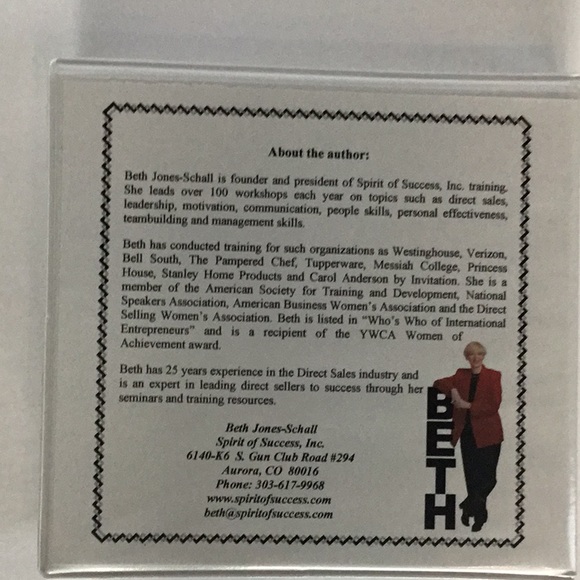 About the author:
Beth Jones-Schall is founder and president of Spirit of Success, Inc. training.
She leads over 100 workshops each year on topics such as direct sales,
leadership, motivation, communication, people skills, personal effectiveness,
teambuilding and management skills.
Beth has conducted training for such organizations as Westinghouse, Verizon,
Bell South, The Pampered Chef, Tupperware, Messiah College, Princess
House, Stanley Home Products and Carol Anderson by Invitation. She is a
member of the American Society for Training and Development, National
Speakers Association, American Business Women's Association and the Direct
Selling Women's Association. Beth is listed in "Who's Who of International
Entrepreneurs" and is a recipient of the YWCA Women of
Achievement award.
Beth has 25 years experience in the Direct Sales industry and
is an expert in leading direct sellers to success through her
seminars and training resources.
Beth Jones-Schall
Spirit of Success, Inc.
6140-K6 S. Gun Club Road #294
Aurora, CO 80016
Phone: 303-617-9968
www.spiritofsuccess.com
beth@spiritofsuccess.com
BETH